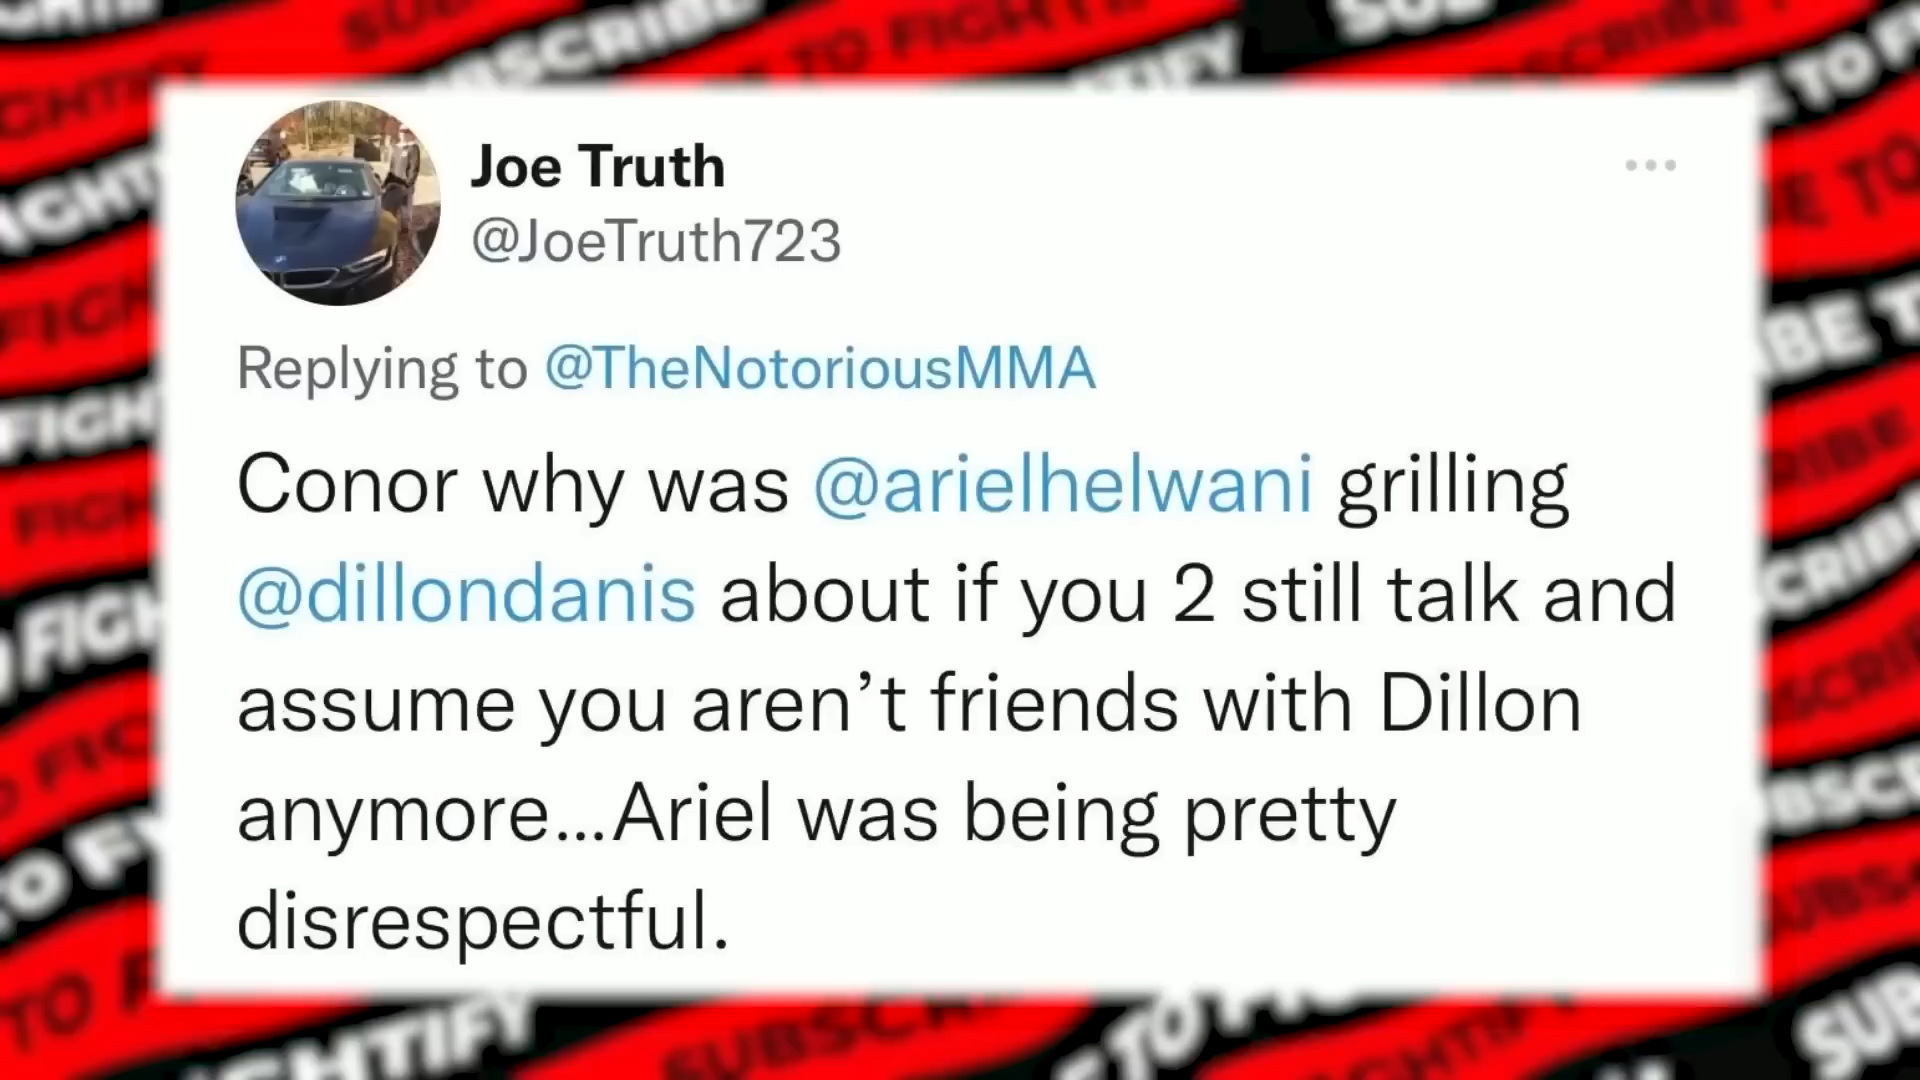 Joe Truth
@JoeTruth723
Replying to @TheNotoriousMMA
Conor why was @arielhelwani grilling
@dillondanis about if you 2 still talk and
assume you aren’t friends with Dillon
anymore...Ariel was being pretty
disrespectful.